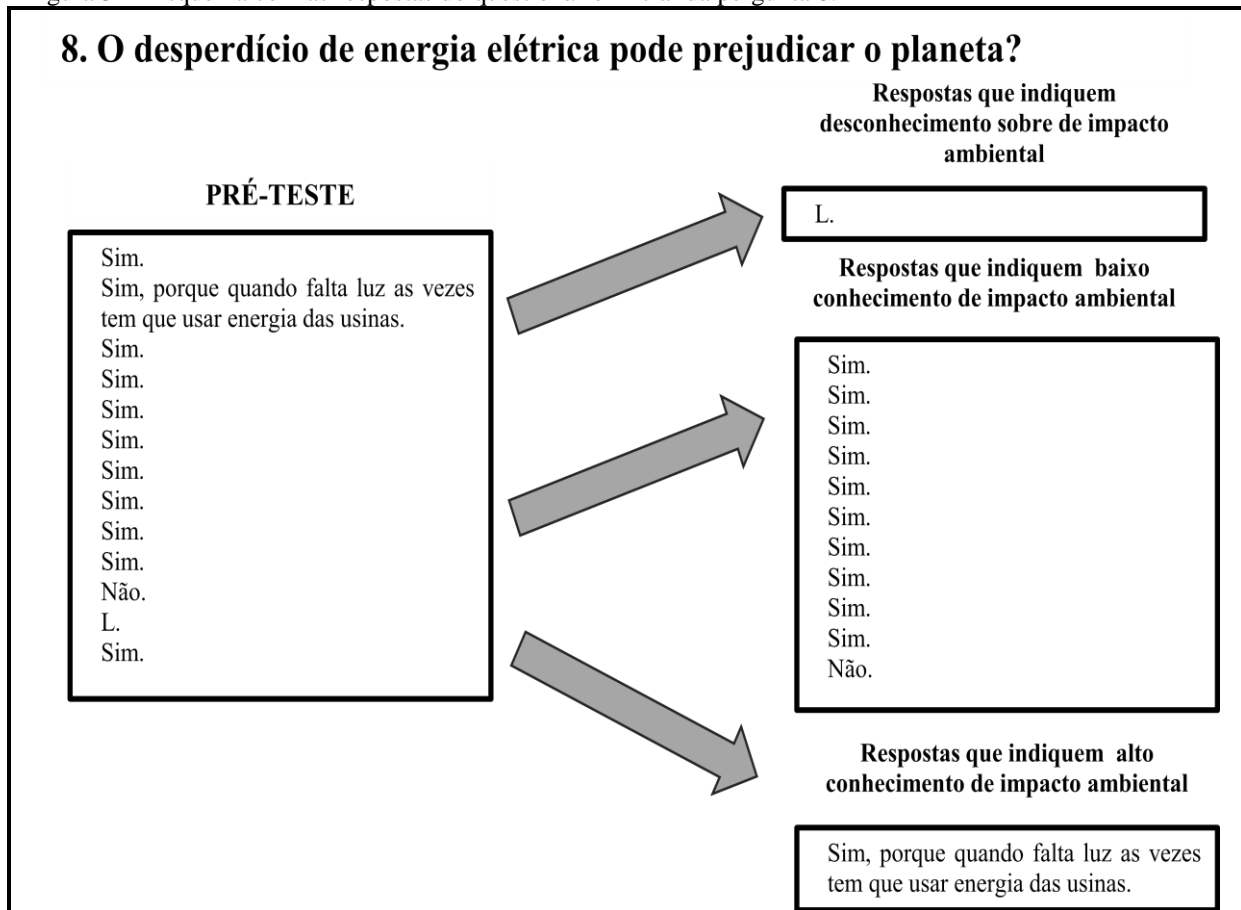 8. O desperdício de energia elétrica pode prejudicar o planeta?
PRÉ-TESTE
Sim.
Sim, porque quando falta luz as vezes
tem que usar energia das usinas.
Sim.
Sim.
Sim.
Sim.
Sim.
Sim.
Sim.
Sim.
Não.
L.
Sim.
Respostas que indiquem
desconhecimento sobre de impacto
ambiental
L.
Respostas que indiquem baixo
conhecimento de impacto ambiental
Sim.
Sim.
Sim.
Sim.
Sim.
Sim.
Sim.
Sim.
Sim.
Sim.
Não.
Respostas que indiquem alto
conhecimento de impacto ambiental
Sim, porque quando falta luz as vezes
tem que usar energia das usinas.